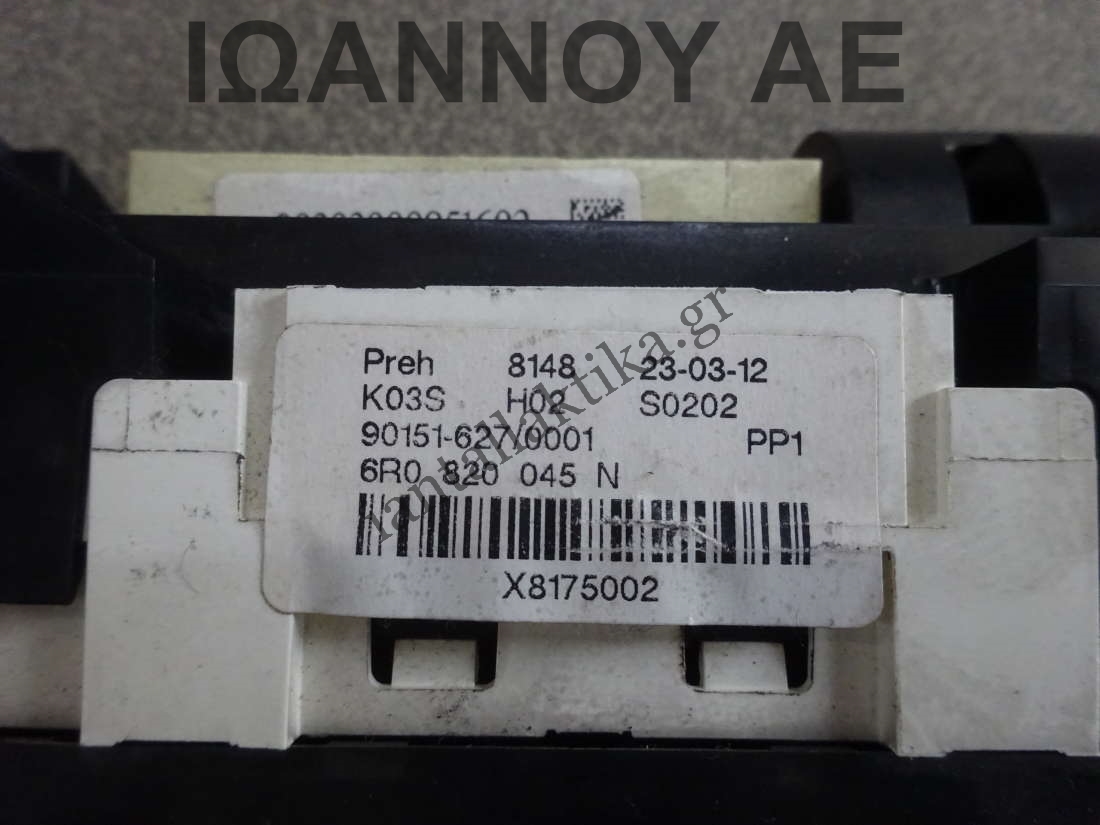 ΙΩΑΝΝΟΥ ΑΕ
Preh 8148 23-03-12
K03S H02 S0202
90151-627/0001 PP1
6R0 820 045 N
X8175002
iantallaktika.gr